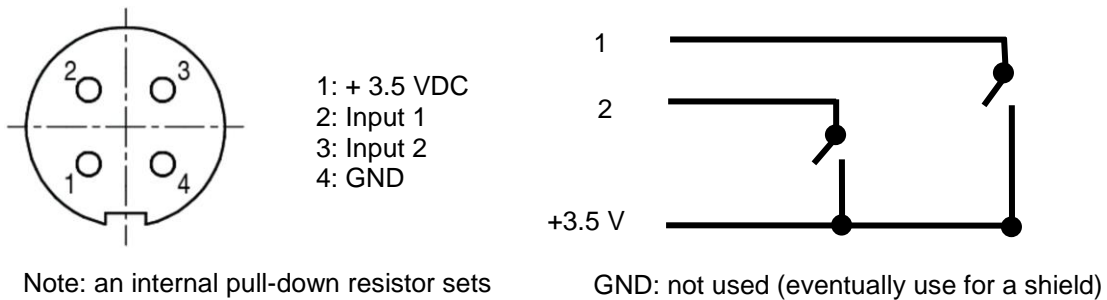 2 3
1 4
1: + 3.5 VDC
2: Input 1
3: Input 2
4: GND
1
2
+3.5 V
Note: an internal pull-down resistor sets
GND: not used (eventually use for a shield)